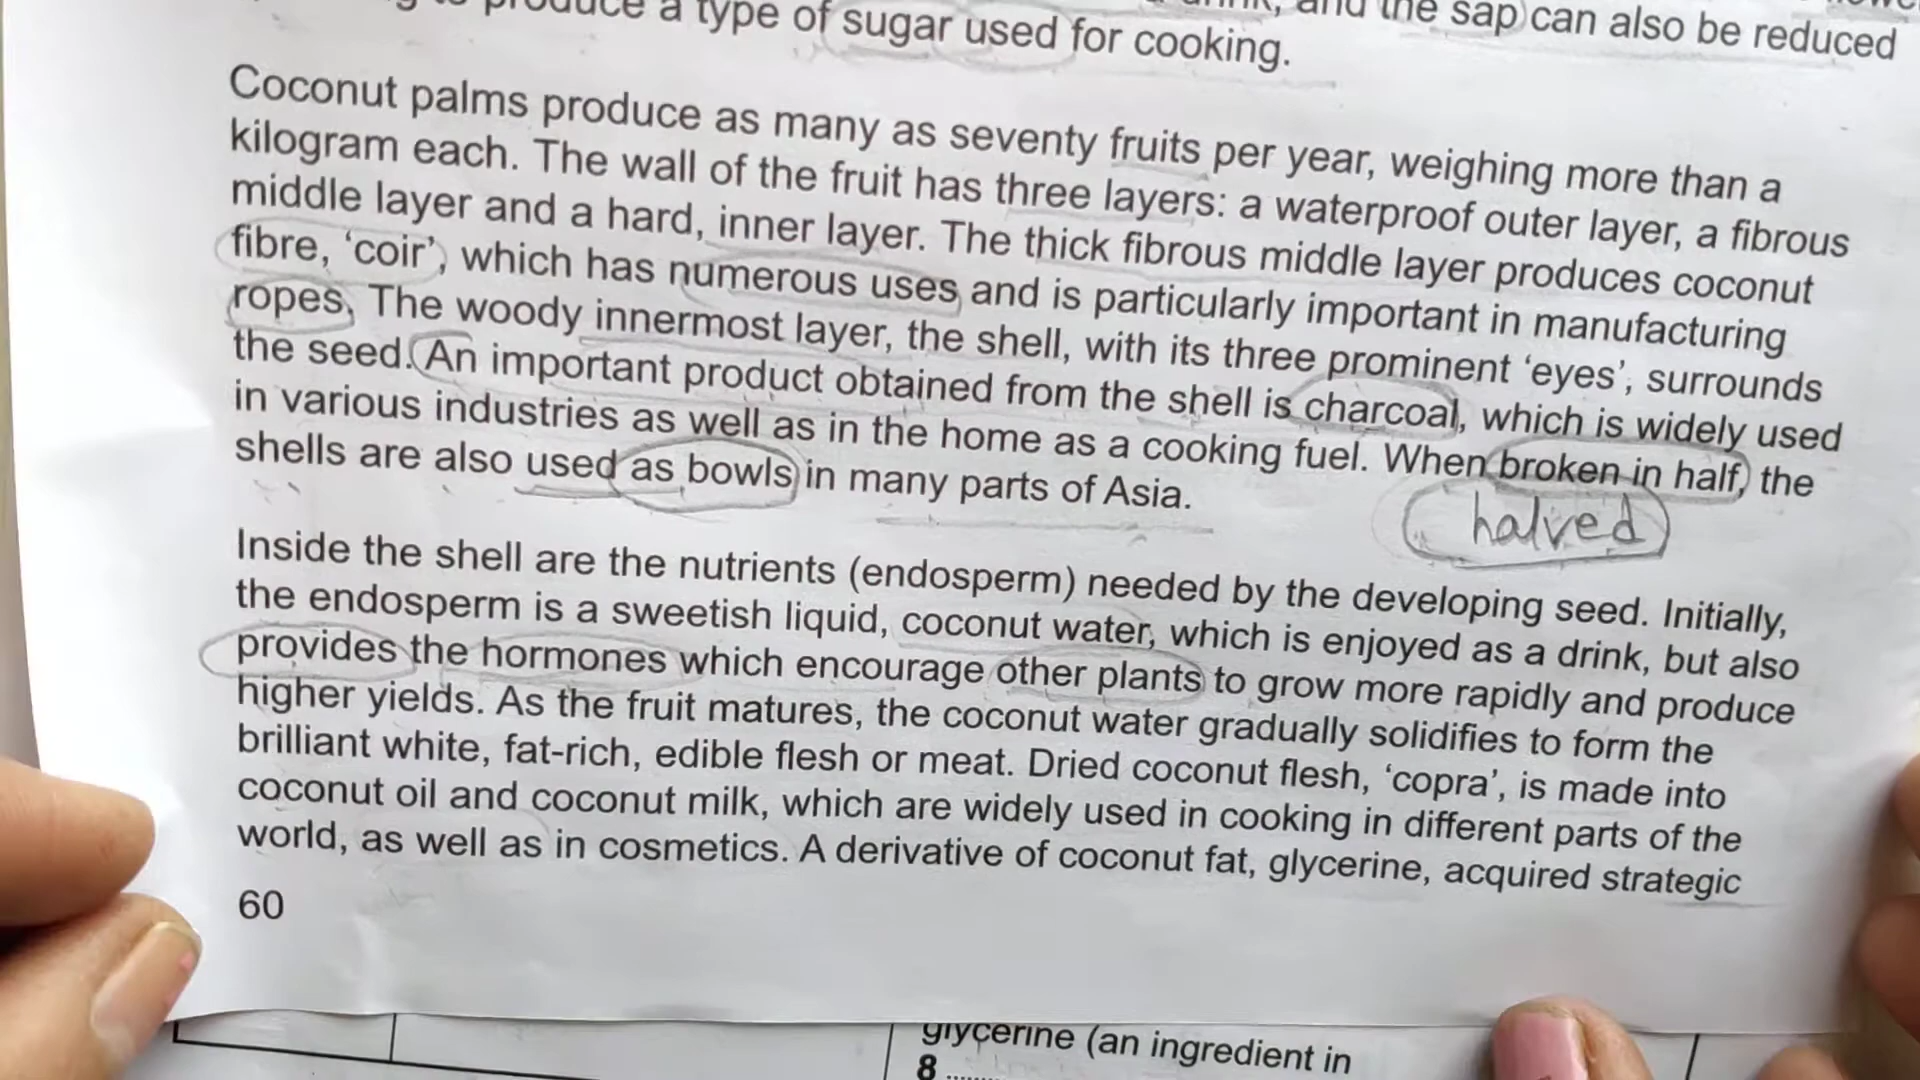 produce a type of sugar used for cooking.
and the sap can also be reduced
Coconut palms produce as many as seventy fruits per year, weighing more than a
kilogram each. The wall of the fruit has three layers: a waterproof outer layer, a fibrous
middle layer and a hard, inner layer. The thick fibrous middle layer produces coconut
fibre, ‘coir’, which has numerous uses and is particularly important in manufacturing
ropes. The woody innermost layer, the shell, with its three prominent ‘eyes’, surrounds
the seed. An important product obtained from the shell is charcoal, which is widely used
in various industries as well as in the home as a cooking fuel. When broken in half, the
shells are also used as bowls in many parts of Asia.
halved
Inside the shell are the nutrients (endosperm) needed by the developing seed. Initially,
the endosperm is a sweetish liquid, coconut water, which is enjoyed as a drink, but also
provides the hormones which encourage other plants to grow more rapidly and produce
higher yields. As the fruit matures, the coconut water gradually solidifies to form the
brilliant white, fat-rich, edible flesh or meat. Dried coconut flesh, ‘copra’, is made into
coconut oil and coconut milk, which are widely used in cooking in different parts of the
world, as well as in cosmetics. A derivative of coconut fat, glycerine, acquired strategic
60
glycerine (an ingredient in
8